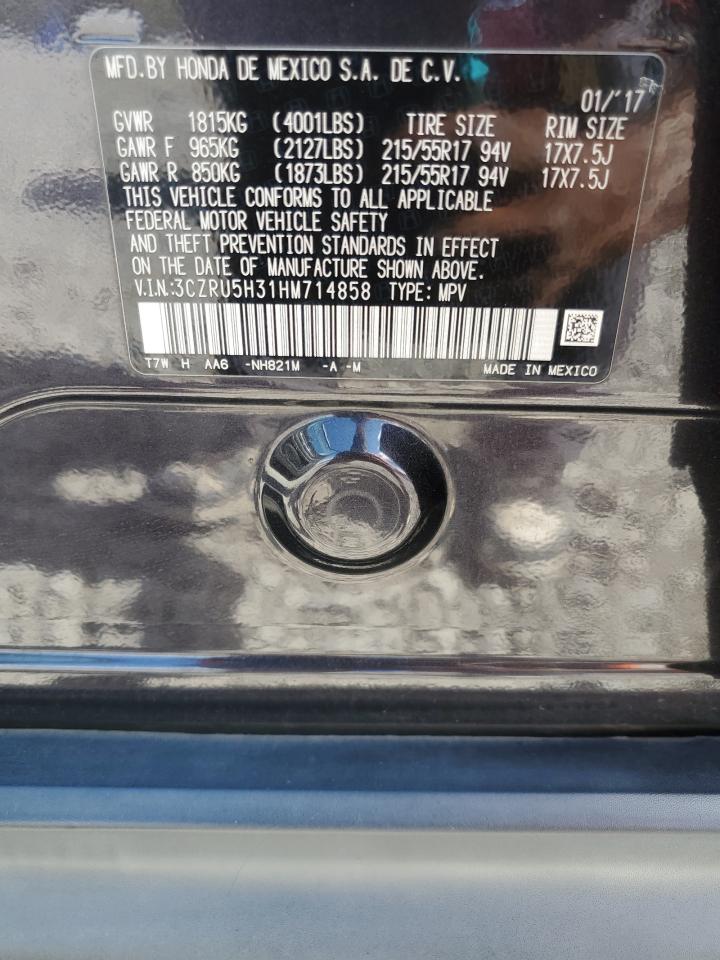 MFD.BY HONDA DE MEXICO S.A. DE C.V.
01/'17
GVWR 1815KG (4001LBS) TIRE SIZE RIM SIZE
GAWR F 965KG (2127LBS) 215/55R17 94V 17X7.5J
GAWR R 850KG (1873LBS) 215/55R17 94V 17X7.5J
THIS VEHICLE CONFORMS TO ALL APPLICABLE
FEDERAL MOTOR VEHICLE SAFETY
AND THEFT PREVENTION STANDARDS IN EFFECT
ON THE DATE OF MANUFACTURE SHOWN ABOVE.
V.I.N.:3CZRU5H31HM714858 TYPE: MPV
T7W H AA6 -NH821M -A -M MADE IN MEXICO